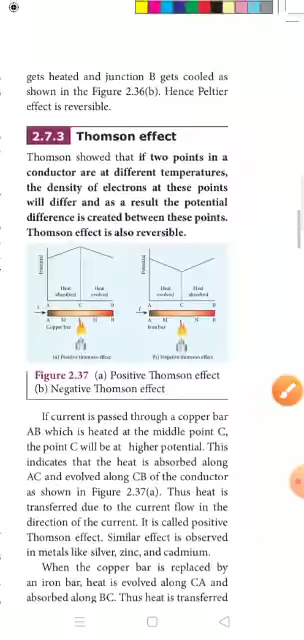 gets heated and junction B gets cooled as
shown in the Figure 2.36(b). Hence Peltier
effect is reversible.
2.7.3 Thomson effect
Thomson showed that if two points in a
conductor are at different temperatures,
the density of electrons at these points
will differ and as a result the potential
difference is created between these points.
Thomson effect is also reversible.
Potential
Potential
Heat absorbed
Heat evolved
Heat evolved
Heat absorbed
A C B
A C B
I
I
A M N B
A M N B
Copper bar
Iron bar
(a) Positive thomson effect
(b) Negative thomson effect
Figure 2.37 (a) Positive Thomson effect
(b) Negative Thomson effect
If current is passed through a copper bar
AB which is heated at the middle point C,
the point C will be at higher potential. This
indicates that the heat is absorbed along
AC and evolved along CB of the conductor
as shown in Figure 2.37(a). Thus heat is
transferred due to the current flow in the
direction of the current. It is called positive
Thomson effect. Similar effect is observed
in metals like silver, zinc, and cadmium.
When the copper bar is replaced by
an iron bar, heat is evolved along CA and
absorbed along BC. Thus heat is transferred